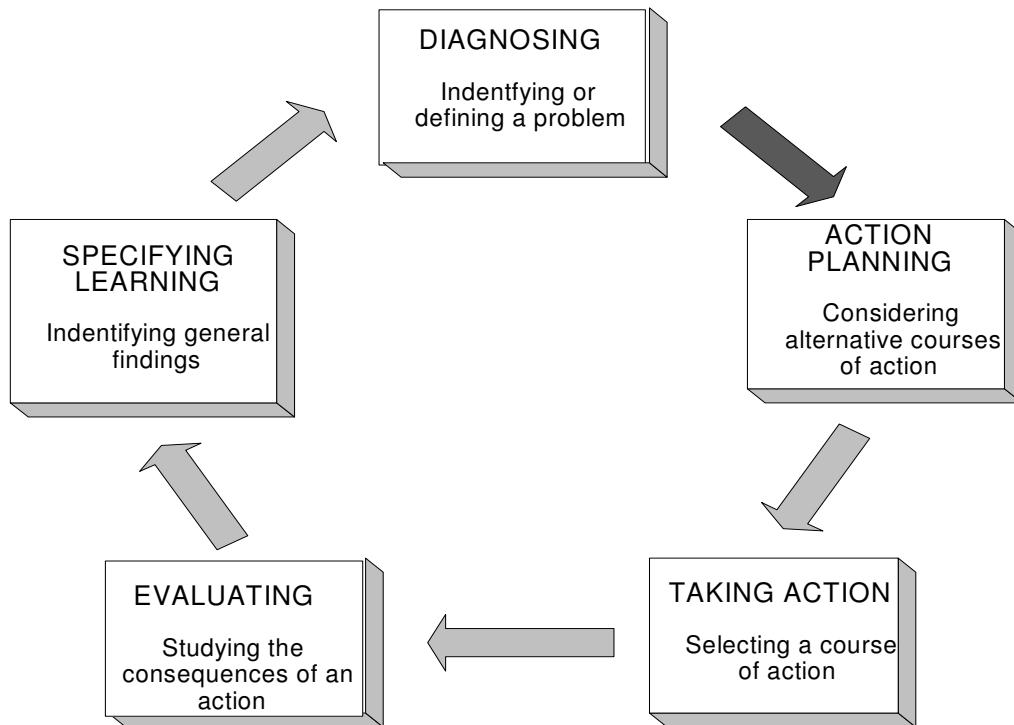 DIAGNOSING
Indentfying or
defining a problem
ACTION
PLANNING
Considering
alternative courses
of action
TAKING ACTION
Selecting a course
of action
EVALUATING
Studying the
consequences of an
action
SPECIFYING
LEARNING
Indentifying general
findings